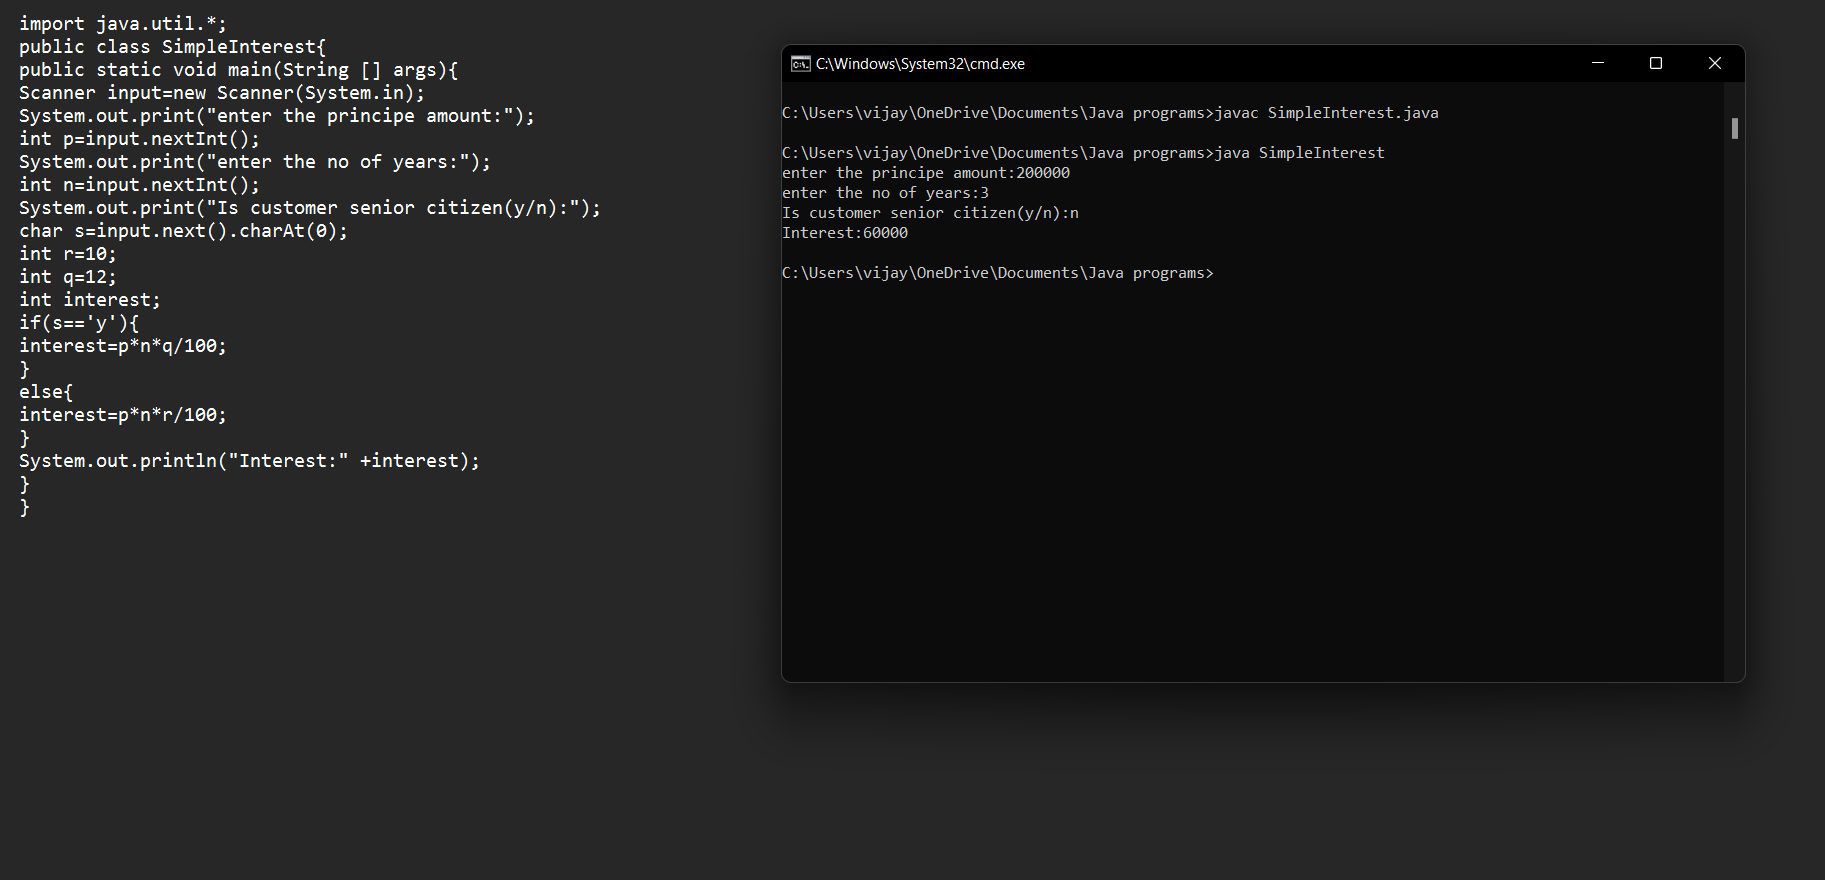 import java.util.*;
public class SimpleInterest{
public static void main(String [] args){
Scanner input=new Scanner(System.in);
System.out.print("enter the principe amount:");
int p=input.nextInt();
System.out.print("enter the no of years:");
int n=input.nextInt();
System.out.print("Is customer senior citizen(y/n):");
char s=input.next().charAt(0);
int r=10;
int q=12;
int interest;
if(s=='y'){
interest=p*n*q/100;
}
else{
interest=p*n*r/100;
}
System.out.println("Interest:" +interest);
}
}
C:\Windows\System32\cmd.exe
C:\Users\vijay\OneDrive\Documents\Java programs>javac SimpleInterest.java
C:\Users\vijay\OneDrive\Documents\Java programs>java SimpleInterest
enter the principe amount:200000
enter the no of years:3
Is customer senior citizen(y/n):n
Interest:60000
C:\Users\vijay\OneDrive\Documents\Java programs>